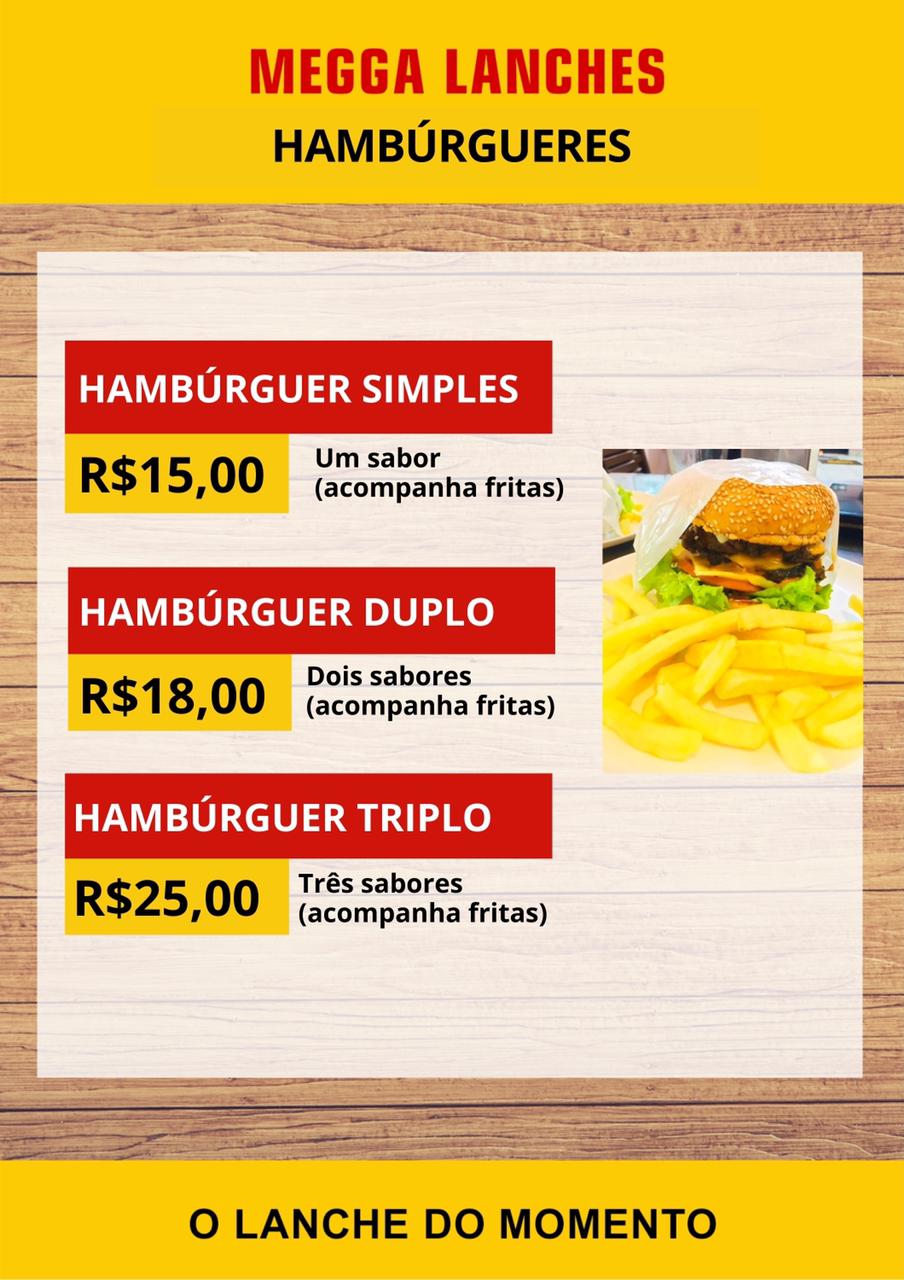 MEGGA LANCHES
HAMBÚRGUERES
HAMBÚRGUER SIMPLES
R$15,00
Um sabor
(acompanha fritas)
HAMBÚRGUER DUPLO
R$18,00
Dois sabores
(acompanha fritas)
HAMBÚRGUER TRIPLO
R$25,00
Três sabores
(acompanha fritas)
O LANCHE DO MOMENTO